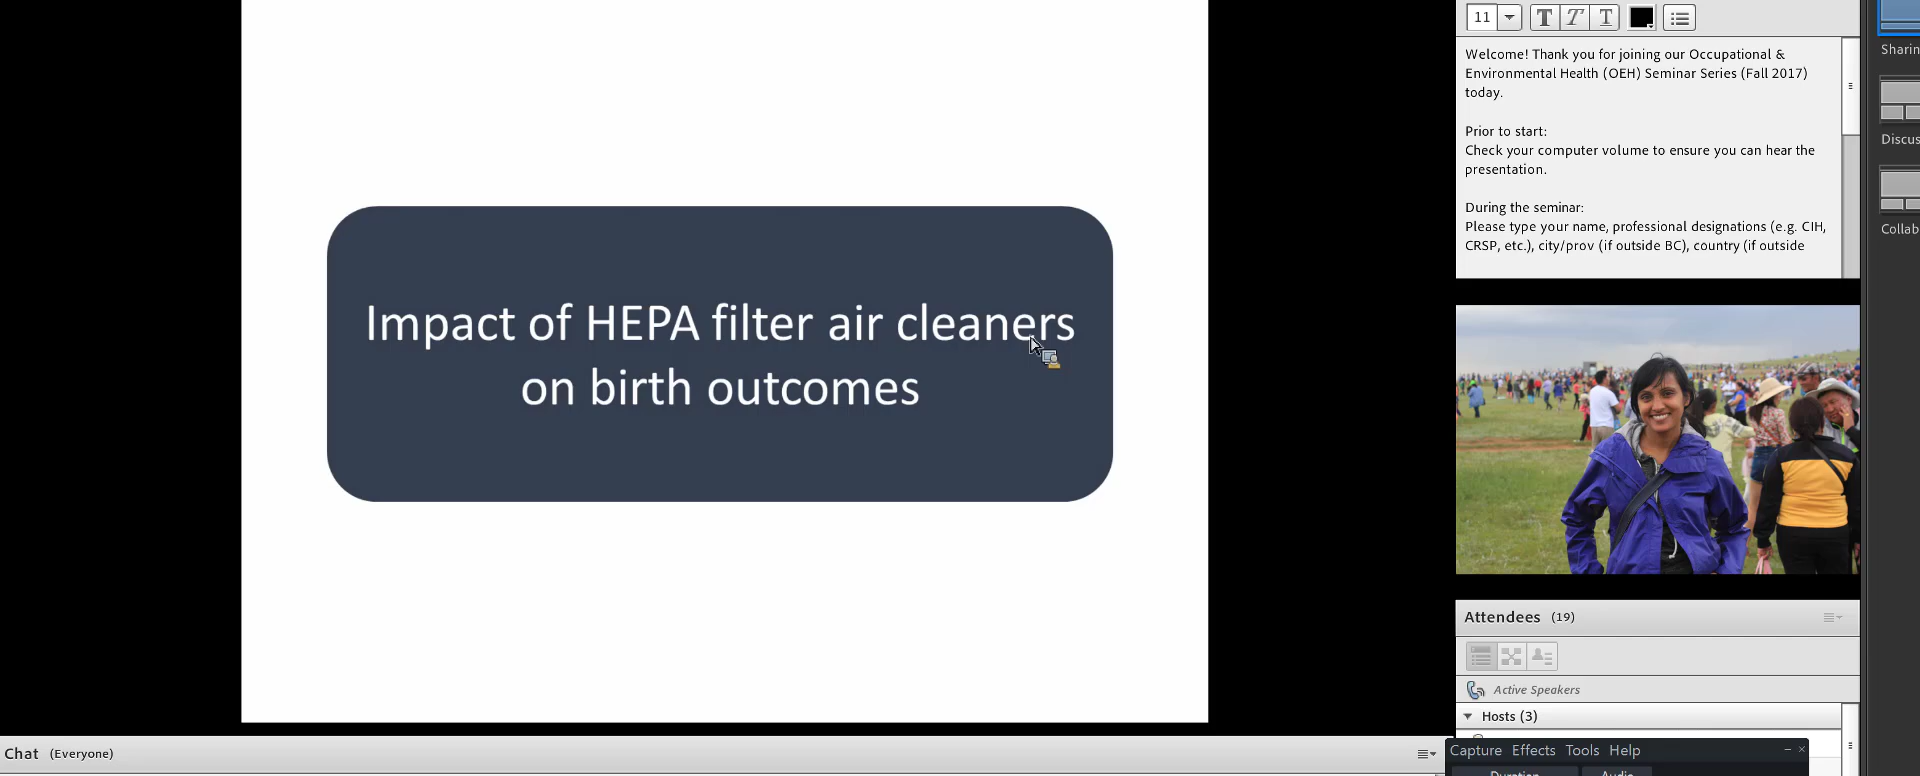 Impact of HEPA filter air cleaners
on birth outcomes
11
T T T
Welcome! Thank you for joining our Occupational &
Environmental Health (OEH) Seminar Series (Fall 2017)
today.
Prior to start:
Check your computer volume to ensure you can hear the
presentation.
During the seminar:
Please type your name, professional designations (e.g. CIH,
CRSP, etc.), city/prov (if outside BC), country (if outside
Sharin
Discus
Collab
Attendees (19)
Active Speakers
Hosts (3)
Chat (Everyone)
Capture Effects Tools Help
Duration Audio